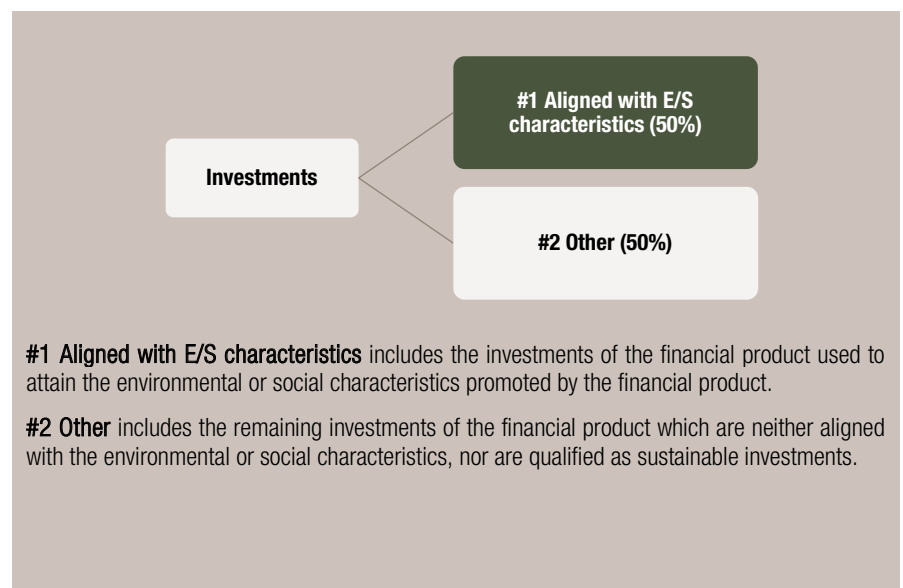 #1 Aligned with E/S
characteristics (50%)
Investments
#2 Other (50%)
#1 Aligned with E/S characteristics includes the investments of the financial product used to
attain the environmental or social characteristics promoted by the financial product.
#2 Other includes the remaining investments of the financial product which are neither aligned
with the environmental or social characteristics, nor are qualified as sustainable investments.